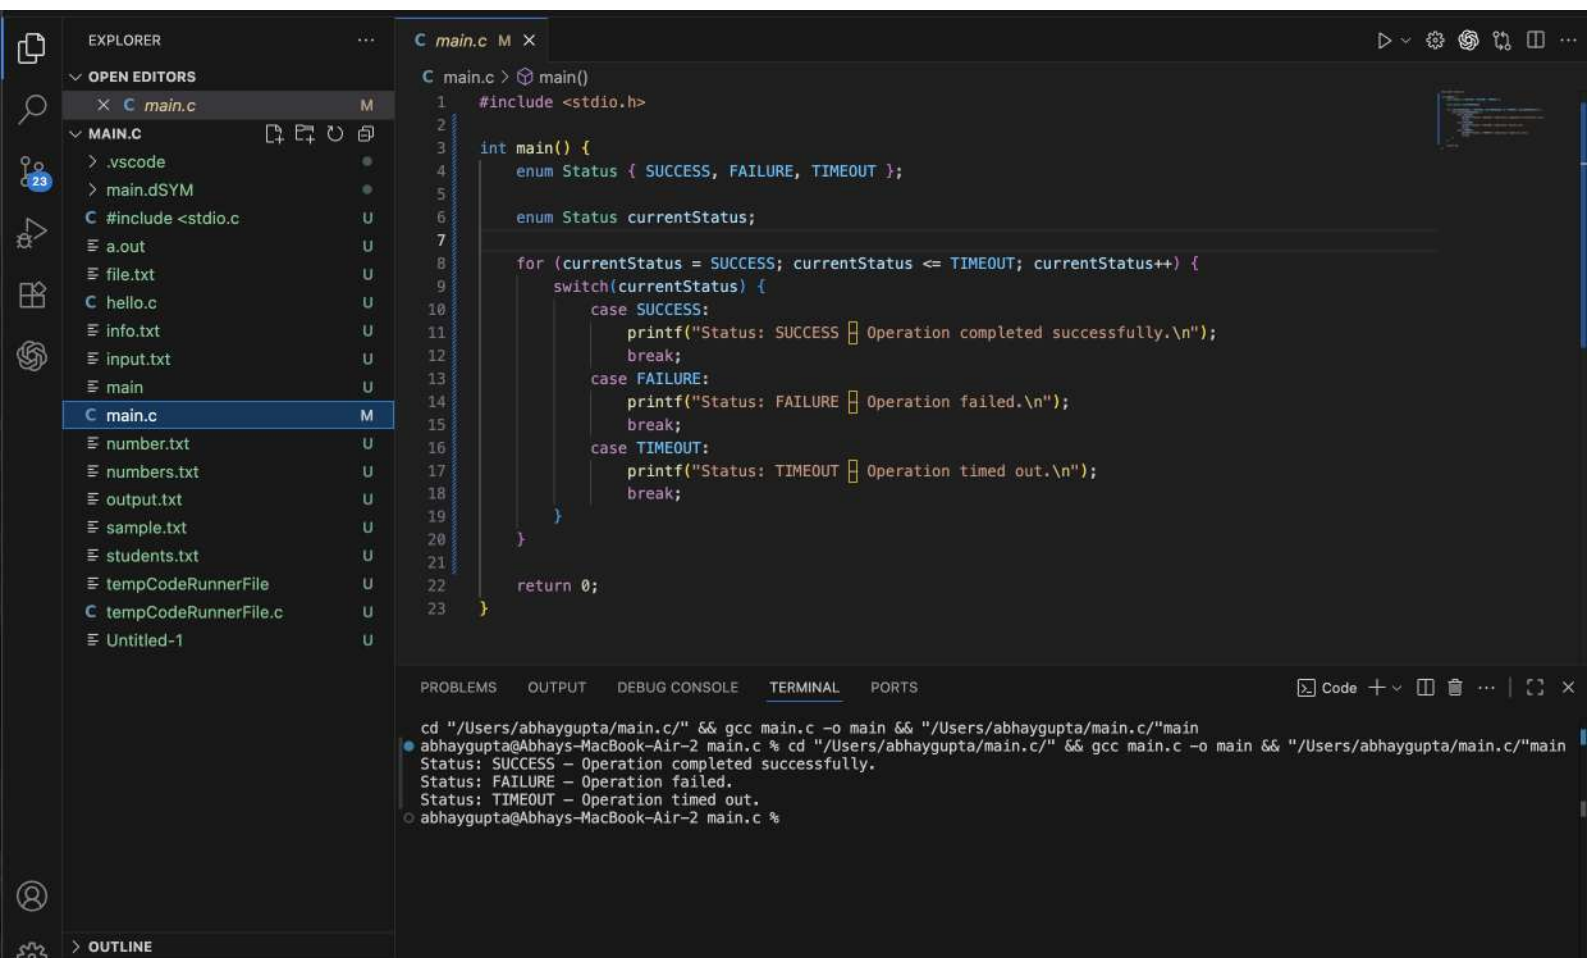 EXPLORER
OPEN EDITORS
C main.c M
MAIN.C
.vscode
main.dSYM
C #include <stdio.c U
a.out U
file.txt U
C hello.c U
info.txt U
input.txt U
main U
C main.c M
number.txt U
numbers.txt U
output.txt U
sample.txt U
students.txt U
tempCodeRunnerFile U
C tempCodeRunnerFile.c U
Untitled-1 U
OUTLINE
23
C main.c M
C main.c > main()
1 #include <stdio.h>
2
3 int main() {
4 enum Status { SUCCESS, FAILURE, TIMEOUT };
5
6 enum Status currentStatus;
7
8 for (currentStatus = SUCCESS; currentStatus <= TIMEOUT; currentStatus++) {
9 switch(currentStatus) {
10 case SUCCESS:
11 printf("Status: SUCCESS – Operation completed successfully.\n");
12 break;
13 case FAILURE:
14 printf("Status: FAILURE – Operation failed.\n");
15 break;
16 case TIMEOUT:
17 printf("Status: TIMEOUT – Operation timed out.\n");
18 break;
19 }
20 }
21
22 return 0;
23 }
PROBLEMS OUTPUT DEBUG CONSOLE TERMINAL PORTS Code
cd "/Users/abhaygupta/main.c/" && gcc main.c -o main && "/Users/abhaygupta/main.c/"main
abhaygupta@Abhays-MacBook-Air-2 main.c % cd "/Users/abhaygupta/main.c/" && gcc main.c -o main && "/Users/abhaygupta/main.c/"main
Status: SUCCESS – Operation completed successfully.
Status: FAILURE – Operation failed.
Status: TIMEOUT – Operation timed out.
abhaygupta@Abhays-MacBook-Air-2 main.c %